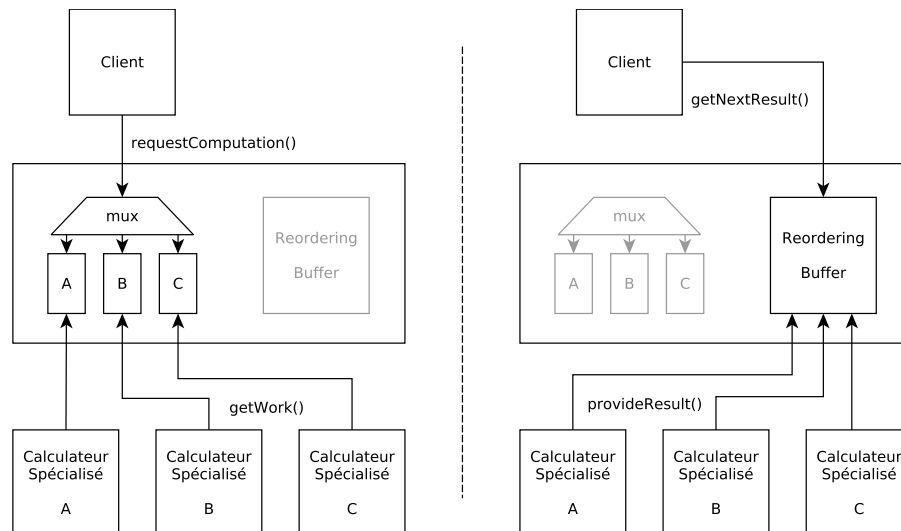 Client
requestComputation()
mux
A
B
C
Reordering
Buffer
getWork()
Calculateur
Spécialisé
A
Calculateur
Spécialisé
B
Calculateur
Spécialisé
C
Client
getNextResult()
mux
A
B
C
Reordering
Buffer
provideResult()
Calculateur
Spécialisé
A
Calculateur
Spécialisé
B
Calculateur
Spécialisé
C